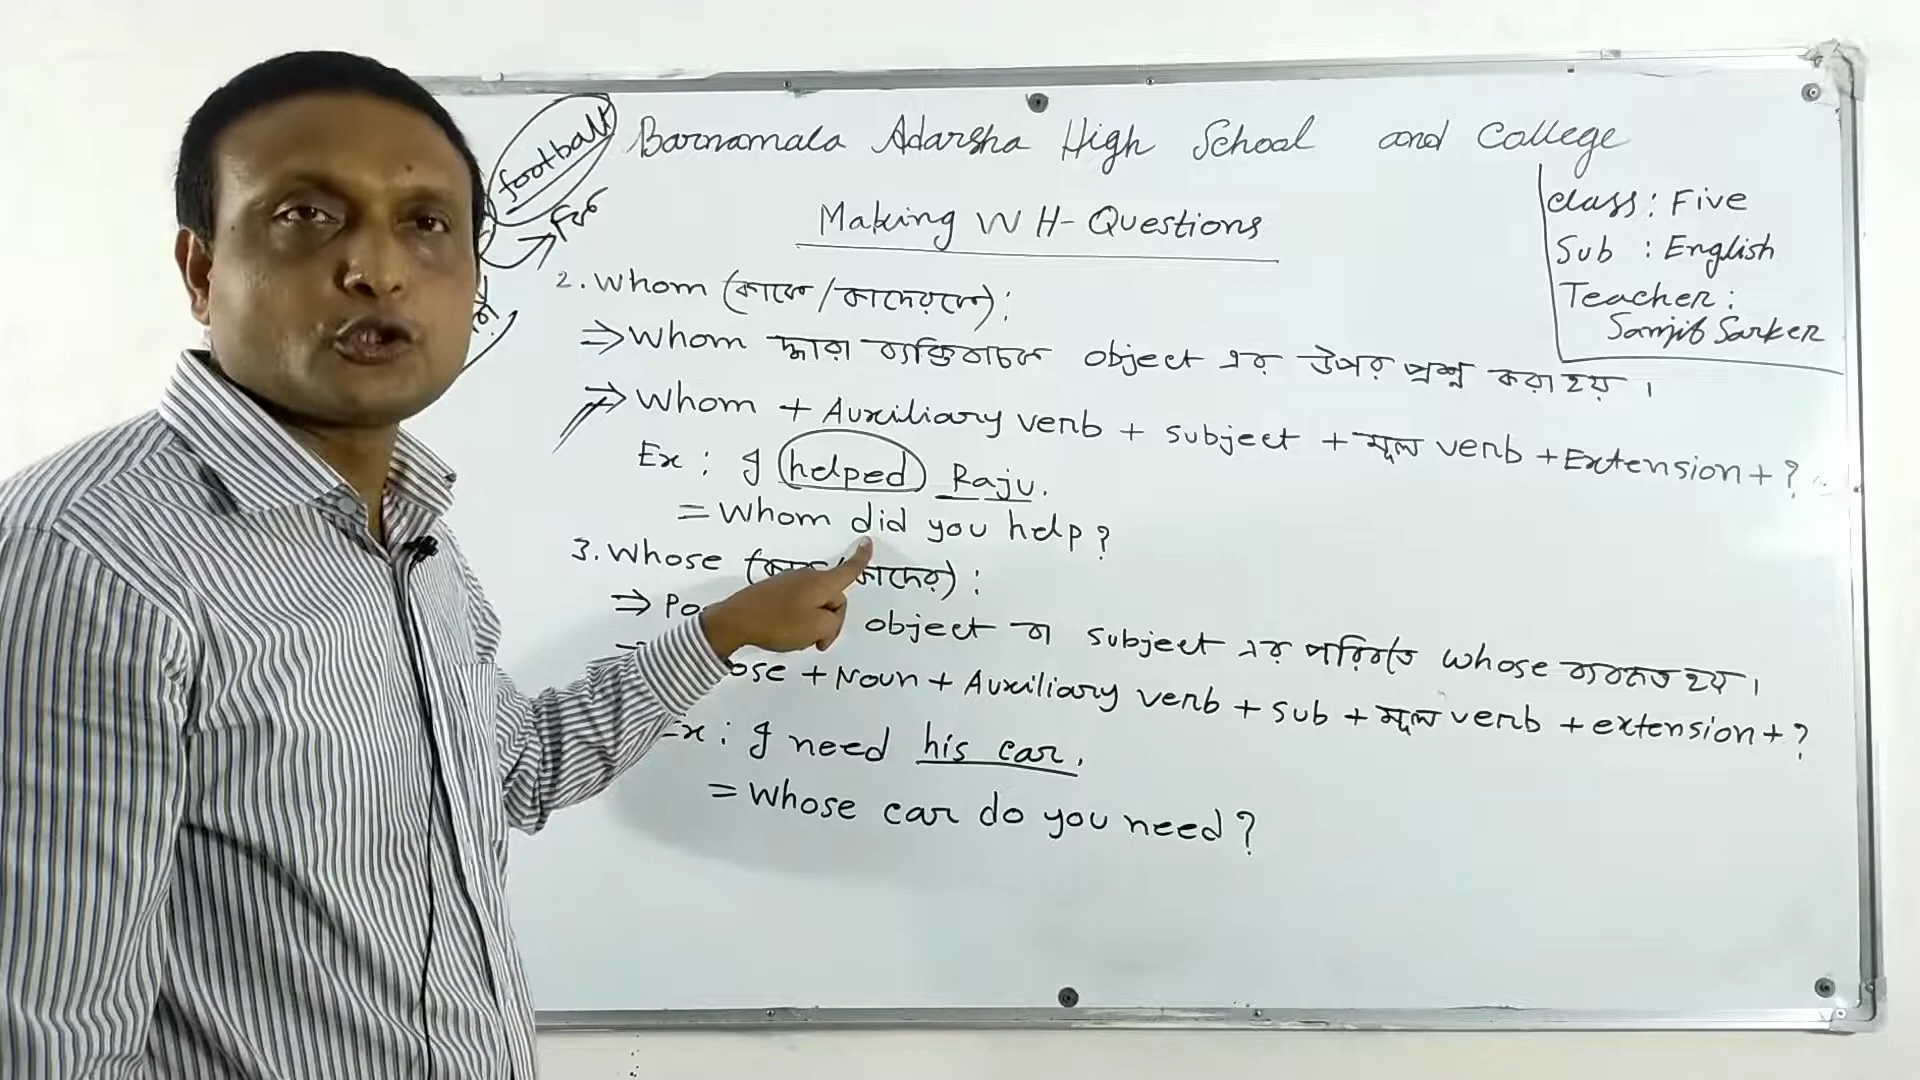 football
Barnamala Adarsha High School and College
Making WH-Questions
Class: Five
Sub : English
Teacher:
Sanjib Sarker
2. Whom (কাকে/কাদেরকে):
⇒ Whom দ্বারা ব্যক্তিবাচক object এর উপর প্রশ্ন করা হয়।
⇒ Whom + Auxiliary verb + subject + মূল verb + Extension + ?
Ex : I helped Raju.
= Whom did you help?
3. Whose ( কাদের):
⇒ object বা subject এর পরিবর্তে whose ব্যবহৃত হয়।
ose + Noun + Auxiliary verb + sub + মূল verb + extension + ?
Ex : I need his car.
= Whose car do you need?